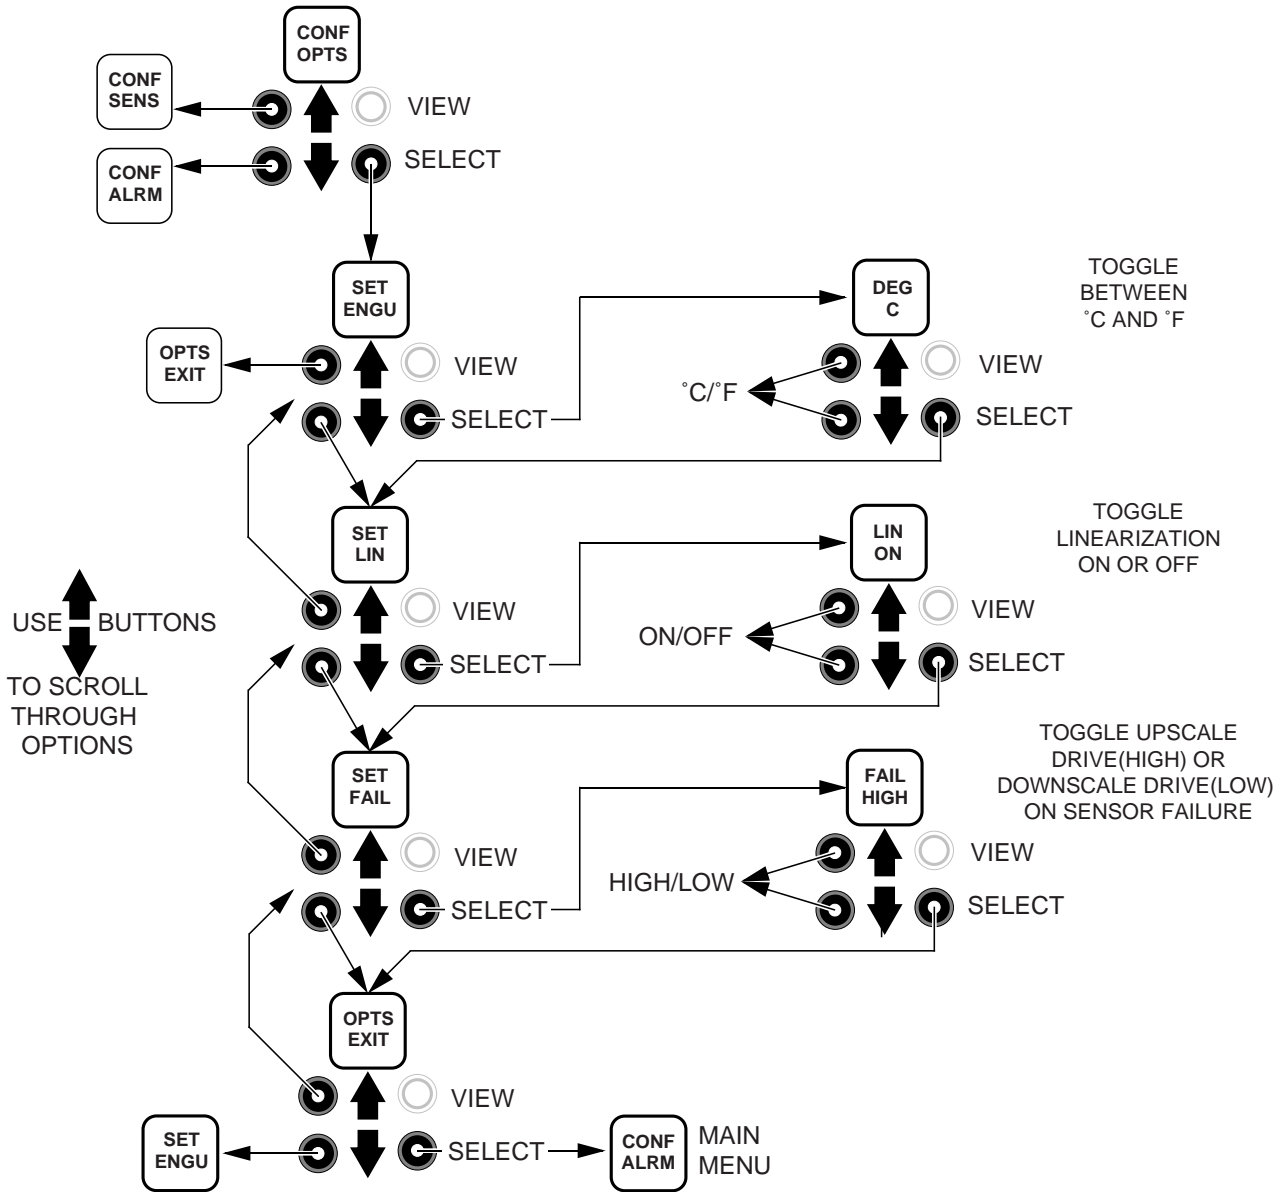 CONF
OPTS
CONF
SENS
VIEW
CONF
ALRM
SELECT
SET
ENGU
OPTS
EXIT
VIEW
SELECT
DEG
C
TOGGLE
BETWEEN
˚C AND ˚F
˚C/˚F
VIEW
SELECT
SET
LIN
VIEW
SELECT
LIN
ON
TOGGLE
LINEARIZATION
ON OR OFF
ON/OFF
VIEW
SELECT
USE BUTTONS
TO SCROLL
THROUGH
OPTIONS
SET
FAIL
VIEW
SELECT
FAIL
HIGH
TOGGLE UPSCALE
DRIVE(HIGH) OR
DOWNSCALE DRIVE(LOW)
ON SENSOR FAILURE
HIGH/LOW
VIEW
SELECT
OPTS
EXIT
VIEW
SET
ENGU
SELECT
CONF
ALRM
MAIN
MENU